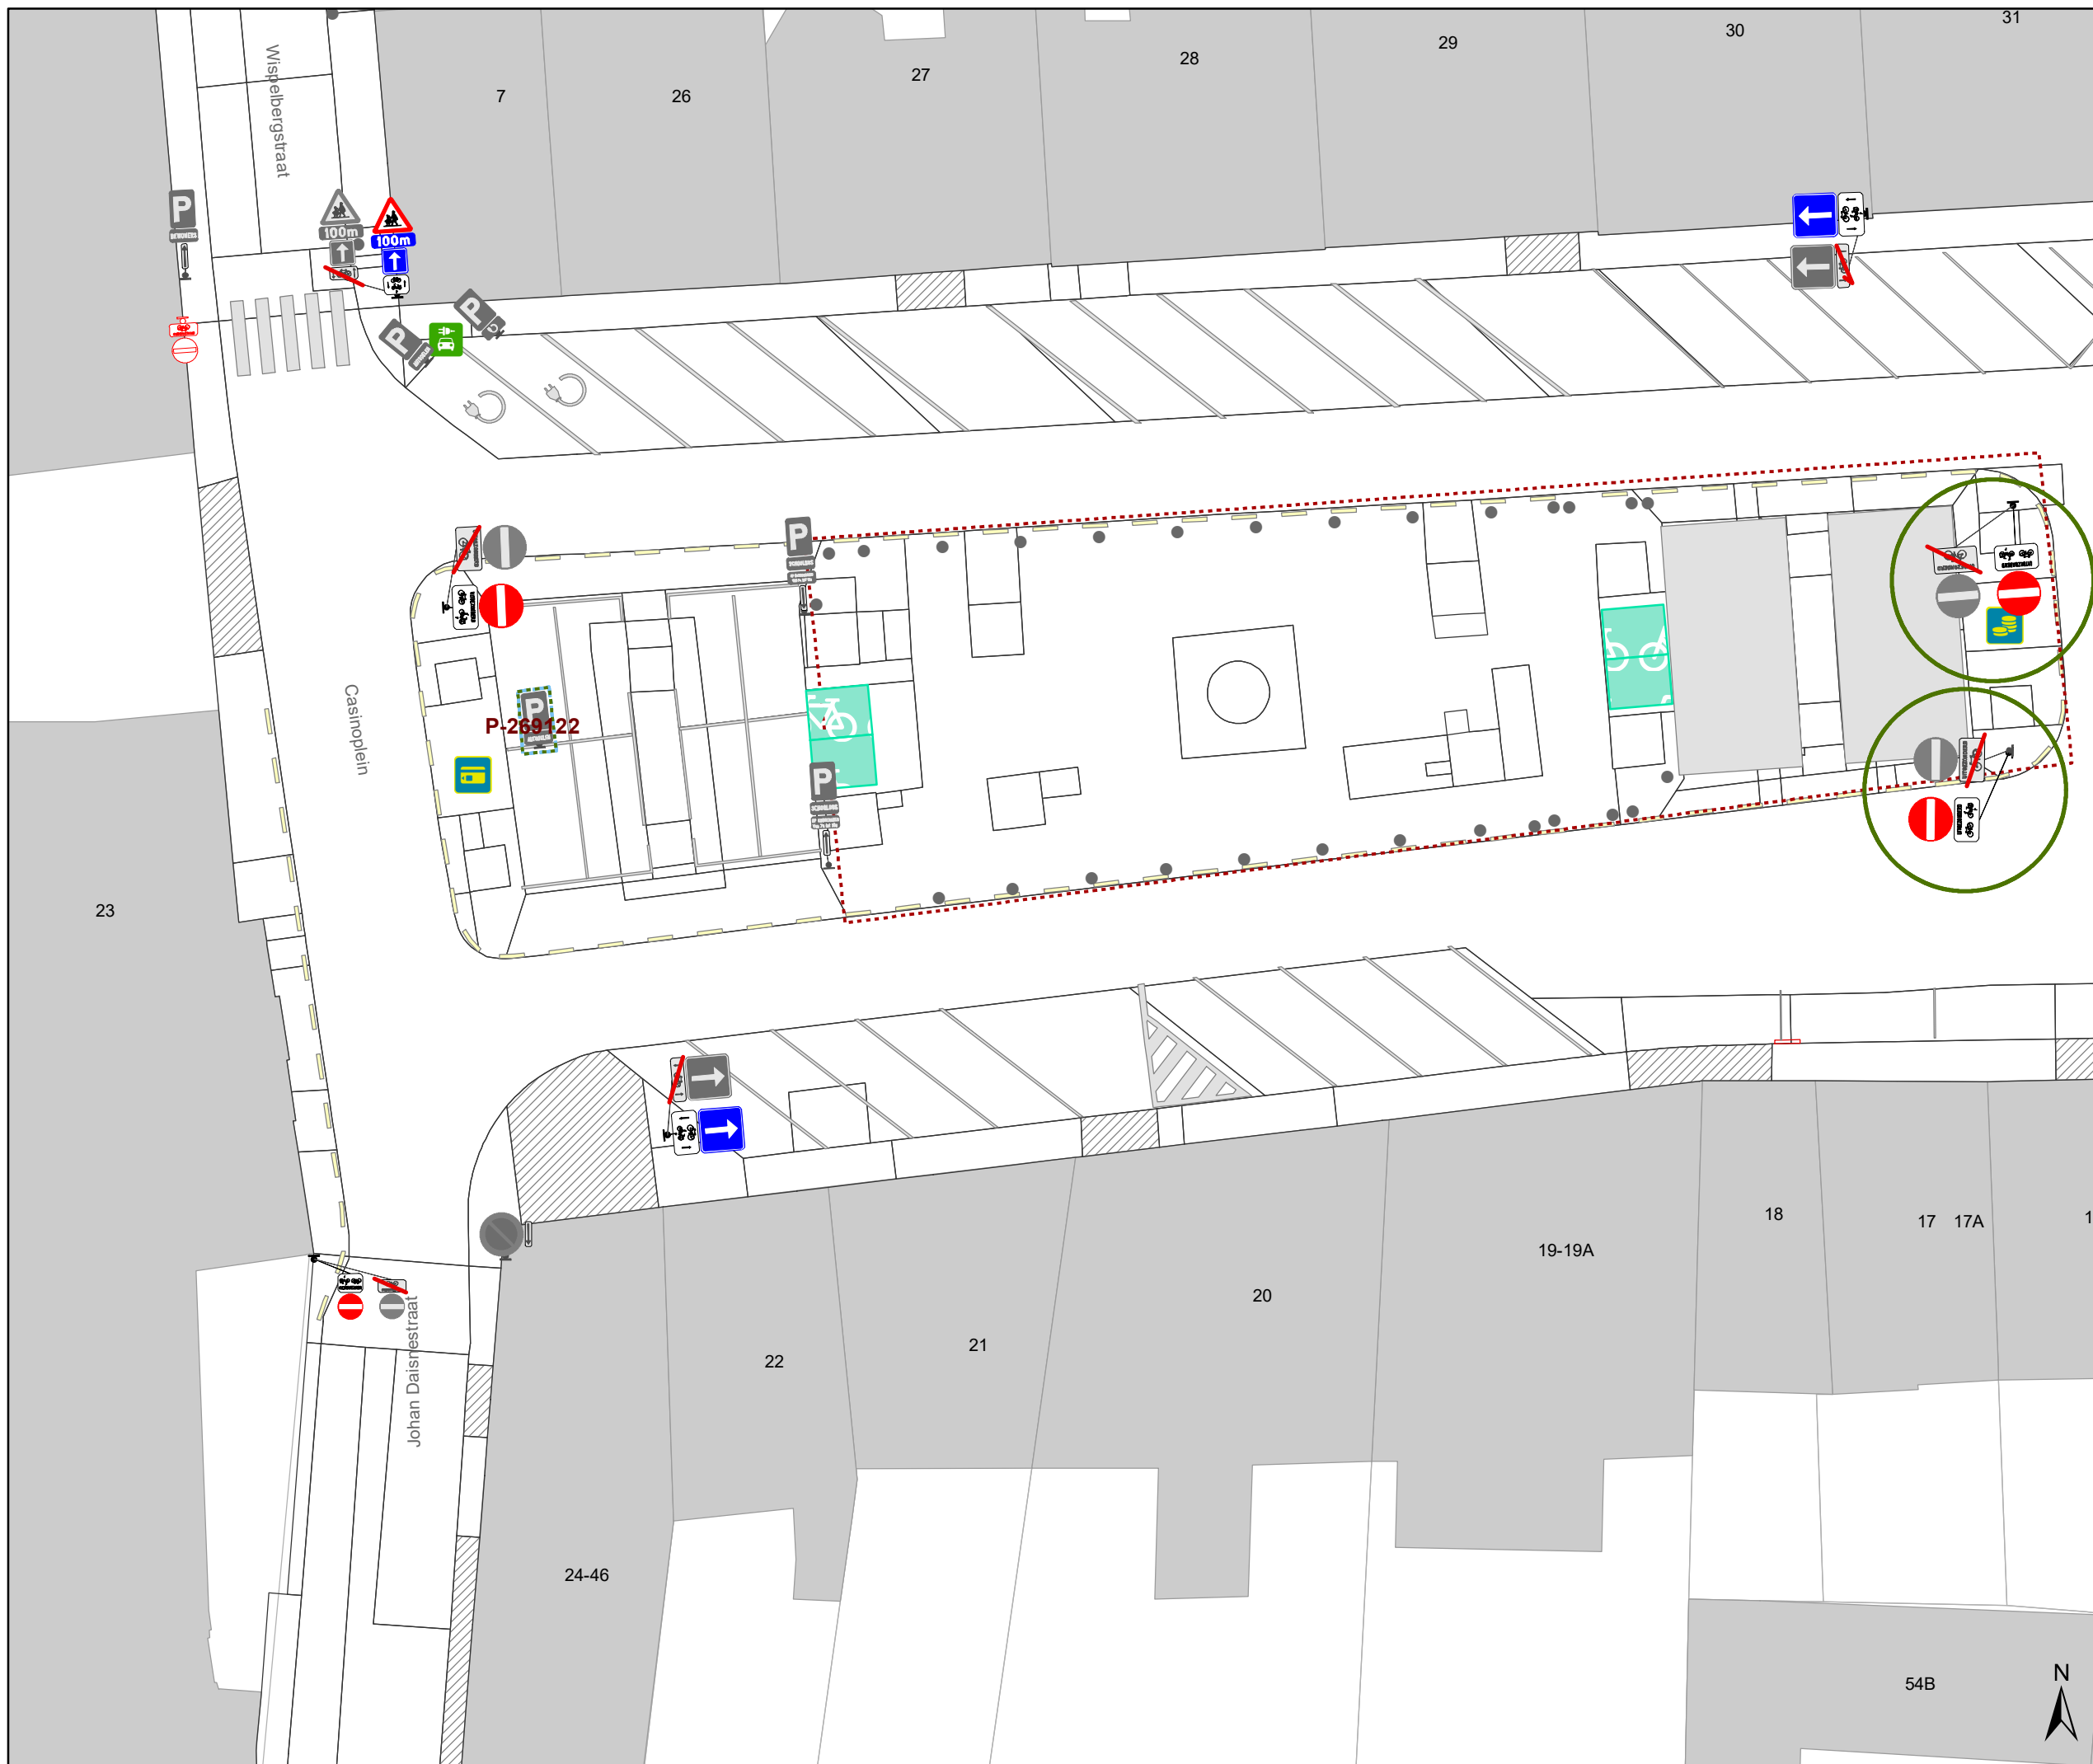 31
30
29
28
27
26
7
Wispelbergstraat
P
100m
100m
P
P
P
P
P-269122
Casinoplein
P
23
18
17
17A
19-19A
20
21
22
Johan Daisnestraat
24-46
54B
N